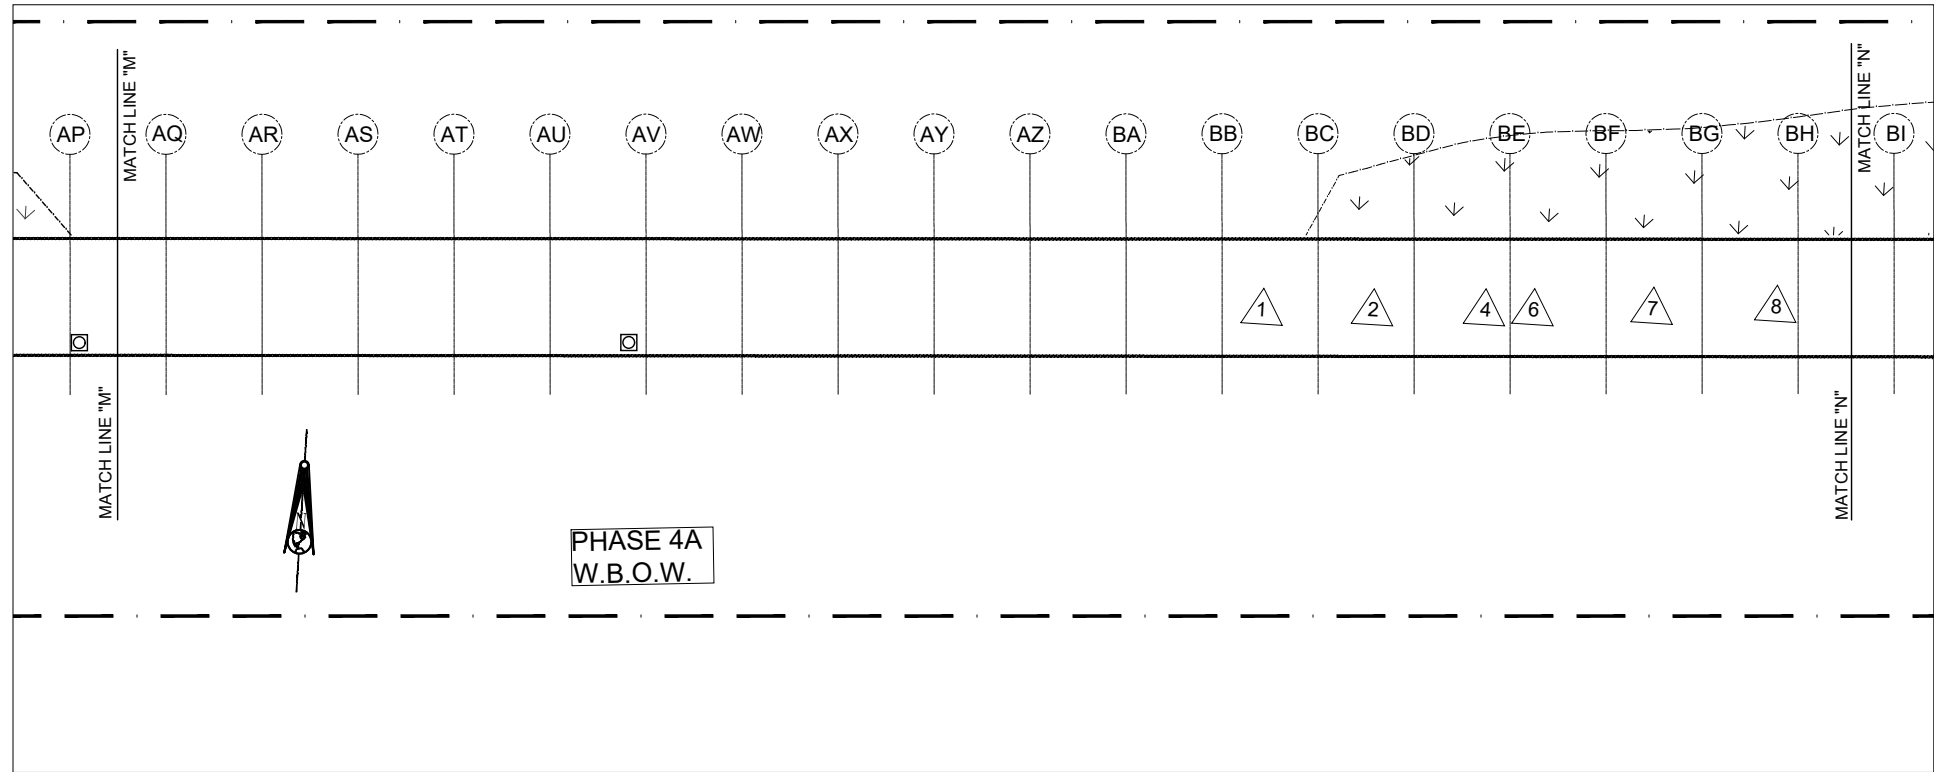 MATCH LINE "M"
MATCH LINE "N"
AP
AQ
AR
AS
AT
AU
AV
AW
AX
AY
AZ
BA
BB
BC
BD
BE
BF
BG
BH
BI
1
2
4
6
7
8
MATCH LINE "M"
MATCH LINE "N"
N
PHASE 4A
W.B.O.W.